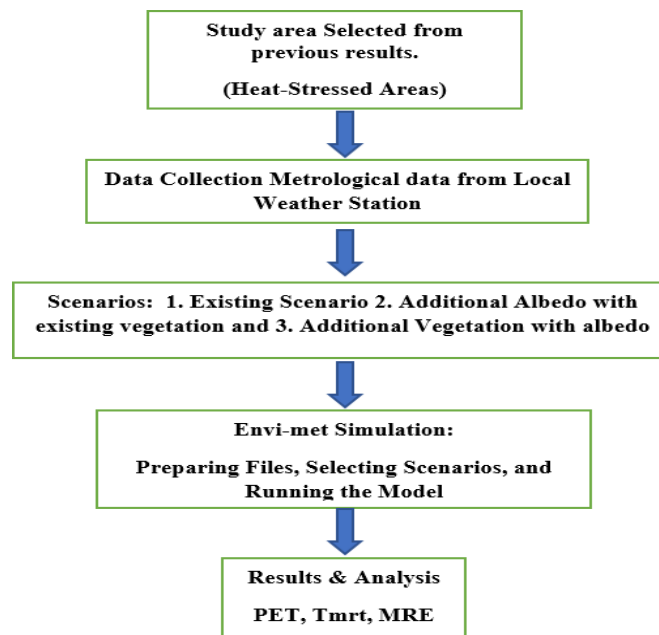 Study area Selected from
previous results.
(Heat-Stressed Areas)
Data Collection Metrological data from Local
Weather Station
Scenarios: 1. Existing Scenario 2. Additional Albedo with
existing vegetation and 3. Additional Vegetation with albedo
Envi-met Simulation:
Preparing Files, Selecting Scenarios, and
Running the Model
Results & Analysis
PET, Tmrt, MRE